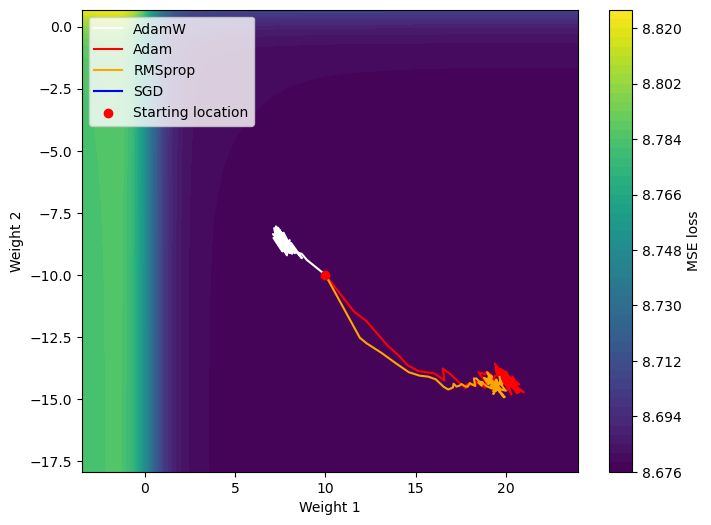 AdamW
Adam
RMSprop
SGD
Starting location
0.0
−2.5
−5.0
−7.5
−10.0
−12.5
−15.0
−17.5
Weight 2
0
5
10
15
20
Weight 1
8.820
8.802
8.784
8.766
8.748
8.730
8.712
8.694
8.676
MSE loss